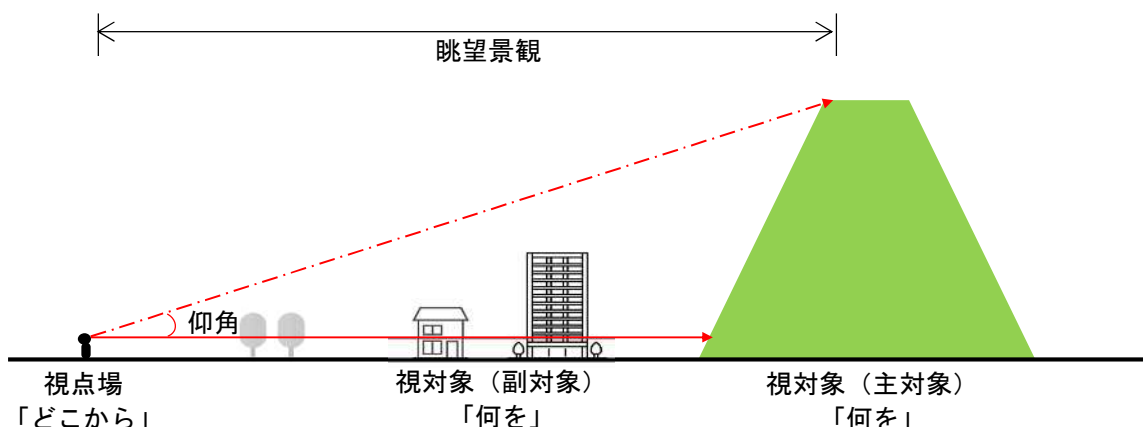 眺望景観
仰角
視点場
「どこから」
視対象（副対象）
「何を」
視対象（主対象）
「何を」